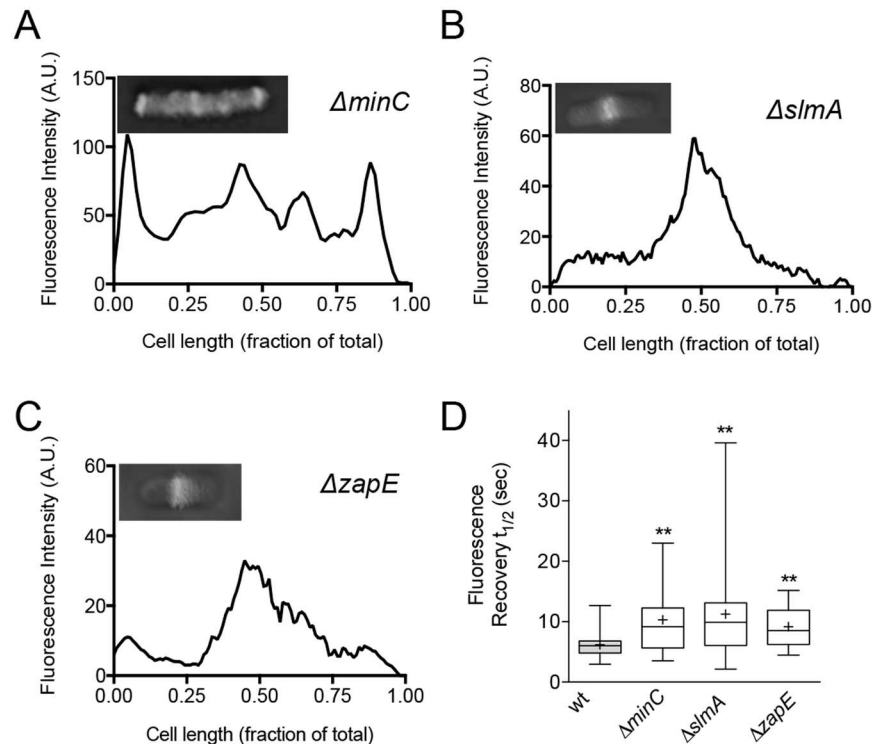 A
Fluorescence Intensity (A.U.)
150
100
50
0
ΔminC
0.00 0.25 0.50 0.75 1.00
Cell length (fraction of total)
B
Fluorescence Intensity (A.U.)
80
60
40
20
0
ΔslmA
0.00 0.25 0.50 0.75 1.00
Cell length (fraction of total)
C
Fluorescence Intensity (A.U.)
60
40
20
0
ΔzapE
0.00 0.25 0.50 0.75 1.00
Cell length (fraction of total)
D
Fluorescence
Recovery t1/2 (sec)
40
30
20
10
0
**
**
**
wt ΔminC ΔslmA ΔzapE